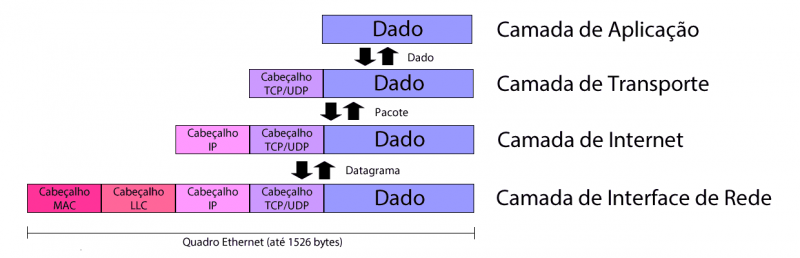 Dado
Camada de Aplicação
Dado
Cabeçalho
TCP/UDP
Dado
Camada de Transporte
Pacote
Cabeçalho
IP
Cabeçalho
TCP/UDP
Dado
Camada de Internet
Datagrama
Cabeçalho
MAC
Cabeçalho
LLC
Cabeçalho
IP
Cabeçalho
TCP/UDP
Dado
Camada de Interface de Rede
Quadro Ethernet (até 1526 bytes)